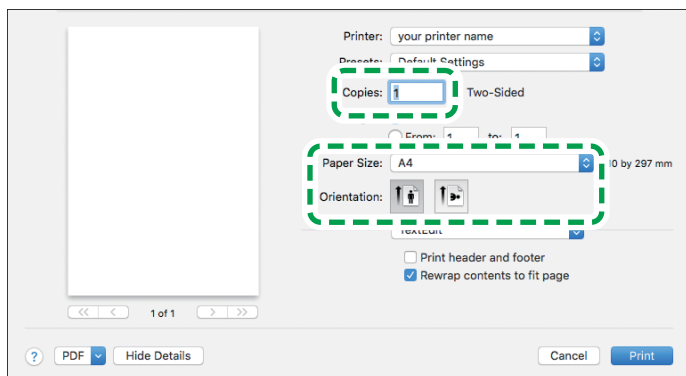 Printer: your printer name
Presets: Default Settings
Copies: 1 Two-Sided
From: 1 to: 1
Paper Size: A4 by 297 mm
Orientation:
TextEdit
Print header and footer
Rewrap contents to fit page
<< < 1 of 1 > >>
? PDF Hide Details Cancel Print